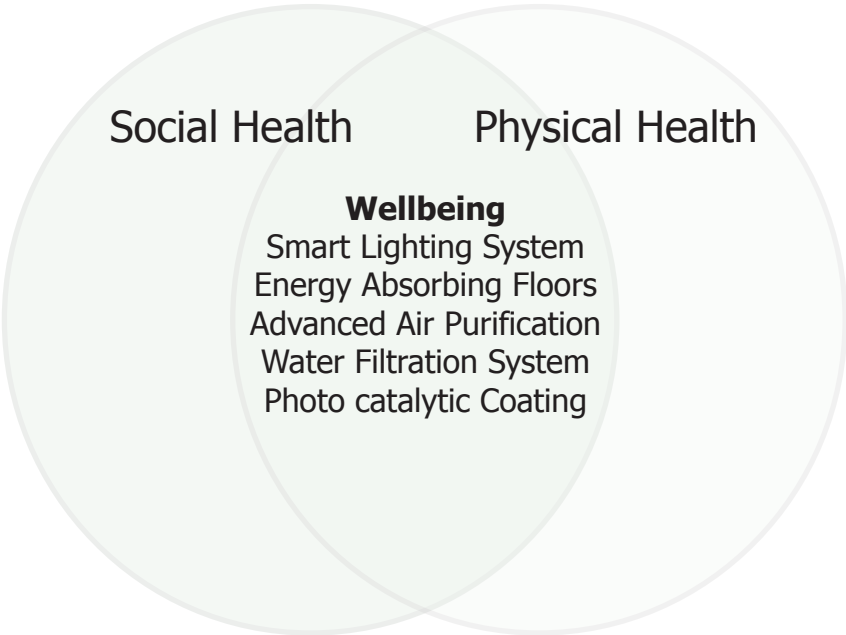 Social Health
Physical Health
Wellbeing
Smart Lighting System
Energy Absorbing Floors
Advanced Air Purification
Water Filtration System
Photo catalytic Coating